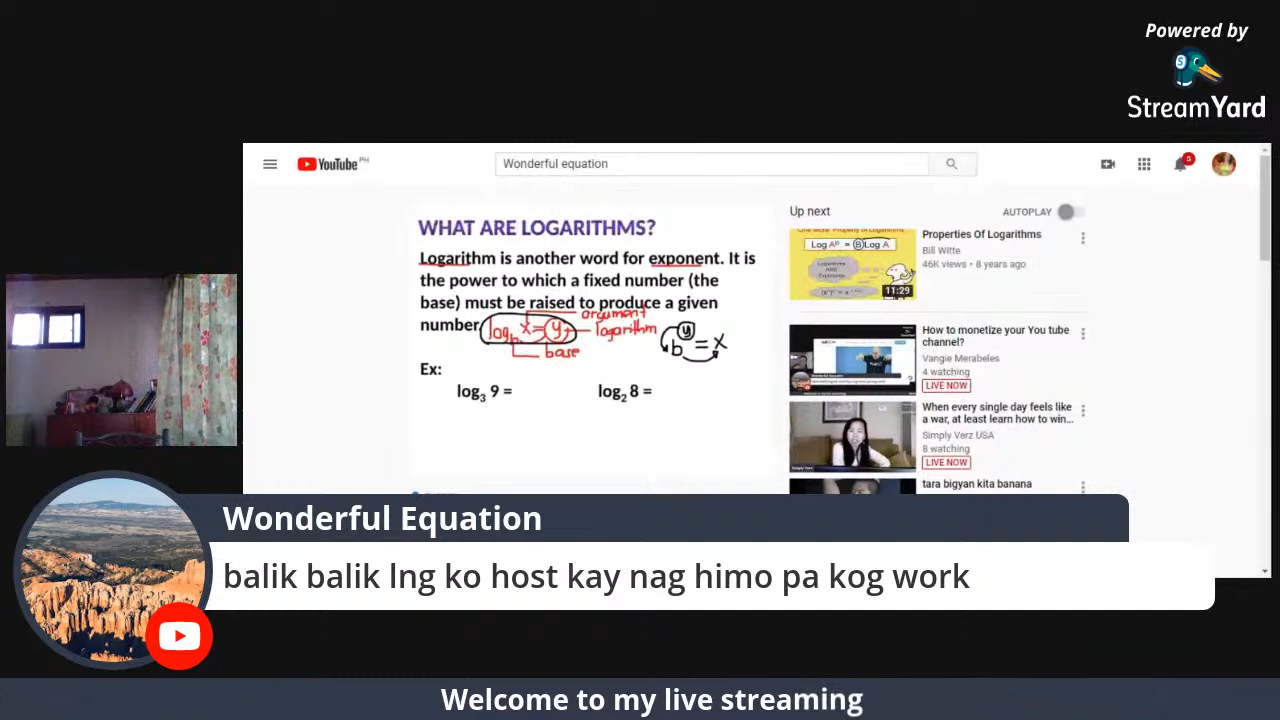 Powered by
StreamYard
YouTube PH
Wonderful equation
5
WHAT ARE LOGARITHMS?
Logarithm is another word for exponent. It is
the power to which a fixed number (the
base) must be raised to produce a given
number
argument
log_b x = y
logarithm
base
b^y = x
Ex:
log₃ 9 =
log₂ 8 =
Up next
AUTOPLAY
Log Aᴾ = B Log A
11:29
Properties Of Logarithms
Bill Witte
46K views • 8 years ago
How to monetize your You tube
channel?
Vangie Merabeles
4 watching
LIVE NOW
When every single day feels like
a war, at least learn how to win...
Simply Verz USA
8 watching
LIVE NOW
tara bigyan kita banana
Wonderful Equation
balik balik lng ko host kay nag himo pa kog work
Welcome to my live streaming